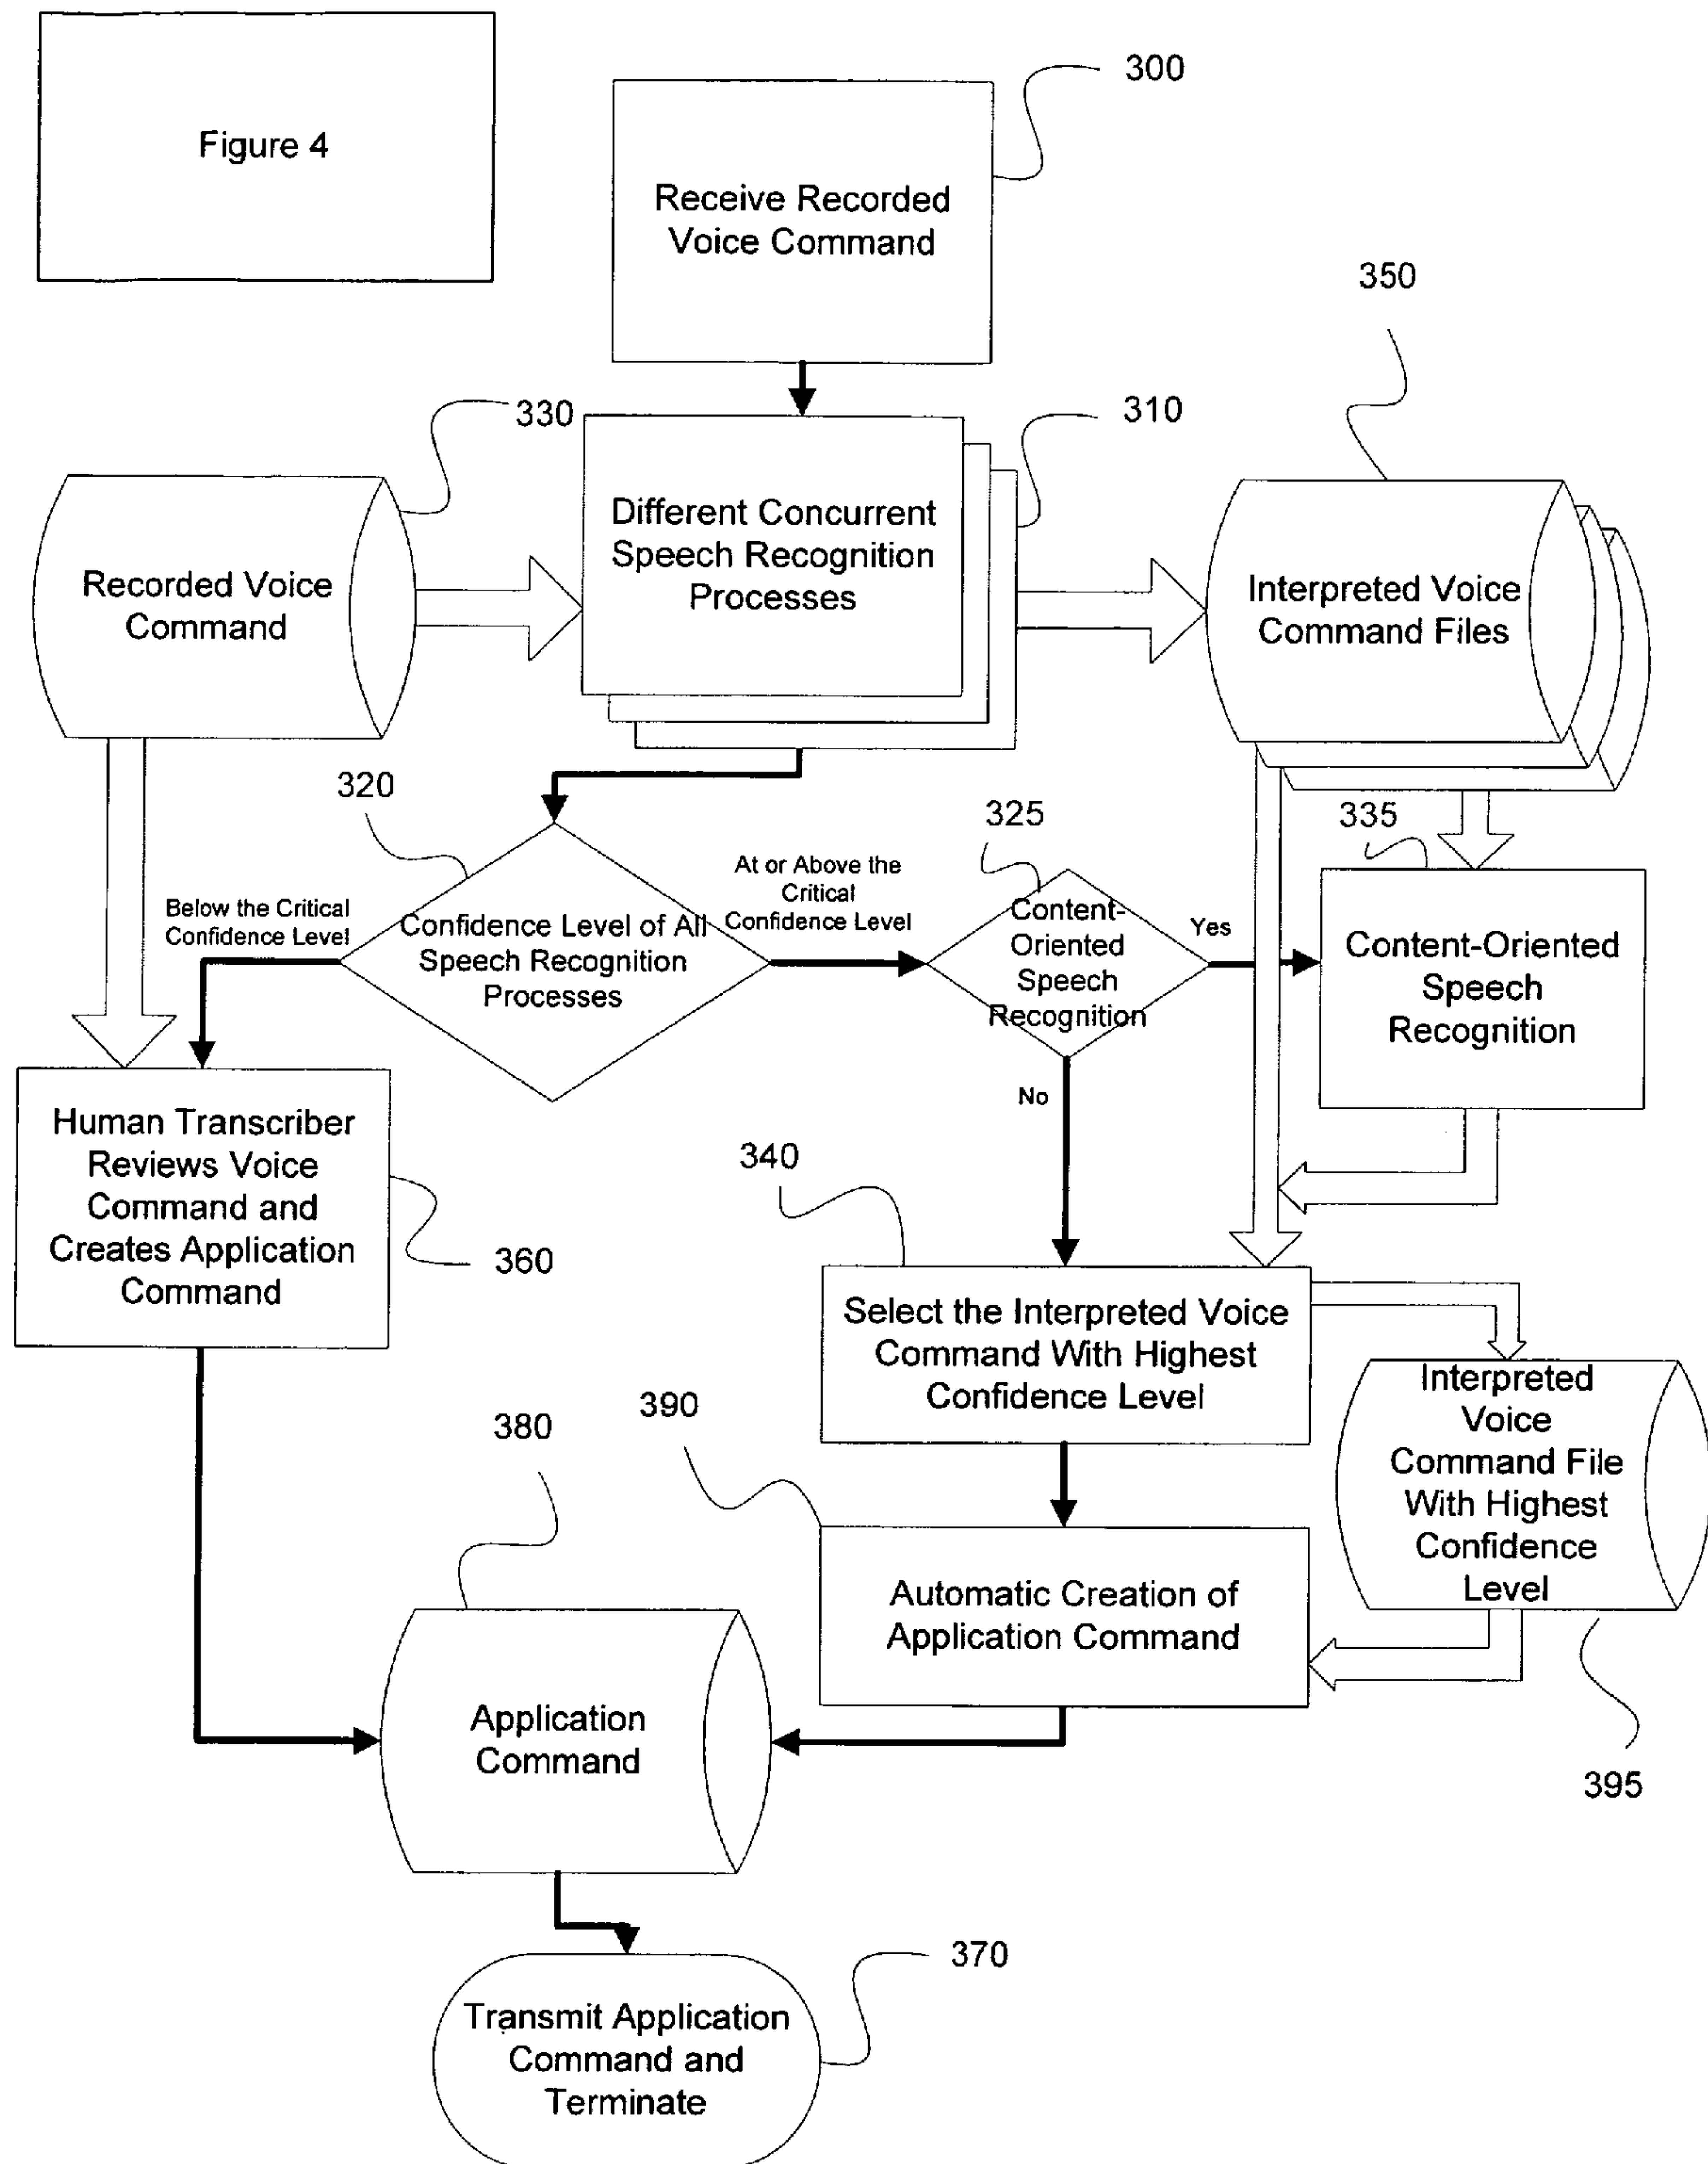 Figure 4
300
Receive Recorded
Voice Command
350
330
310
Recorded Voice
Command
Different Concurrent
Speech Recognition
Processes
Interpreted Voice
Command Files
320
325
335
Below the Critical
Confidence Level
Confidence Level of All
Speech Recognition
Processes
At or Above the
Critical
Confidence Level
Content-
Oriented
Speech
Recognition
Yes
No
Content-Oriented
Speech
Recognition
Human Transcriber
Reviews Voice
Command and
Creates Application
Command
360
340
Select the Interpreted Voice
Command With Highest
Confidence Level
Interpreted
Voice
Command File
With Highest
Confidence
Level
380
390
Automatic Creation of
Application Command
395
Application
Command
370
Transmit Application
Command and
Terminate